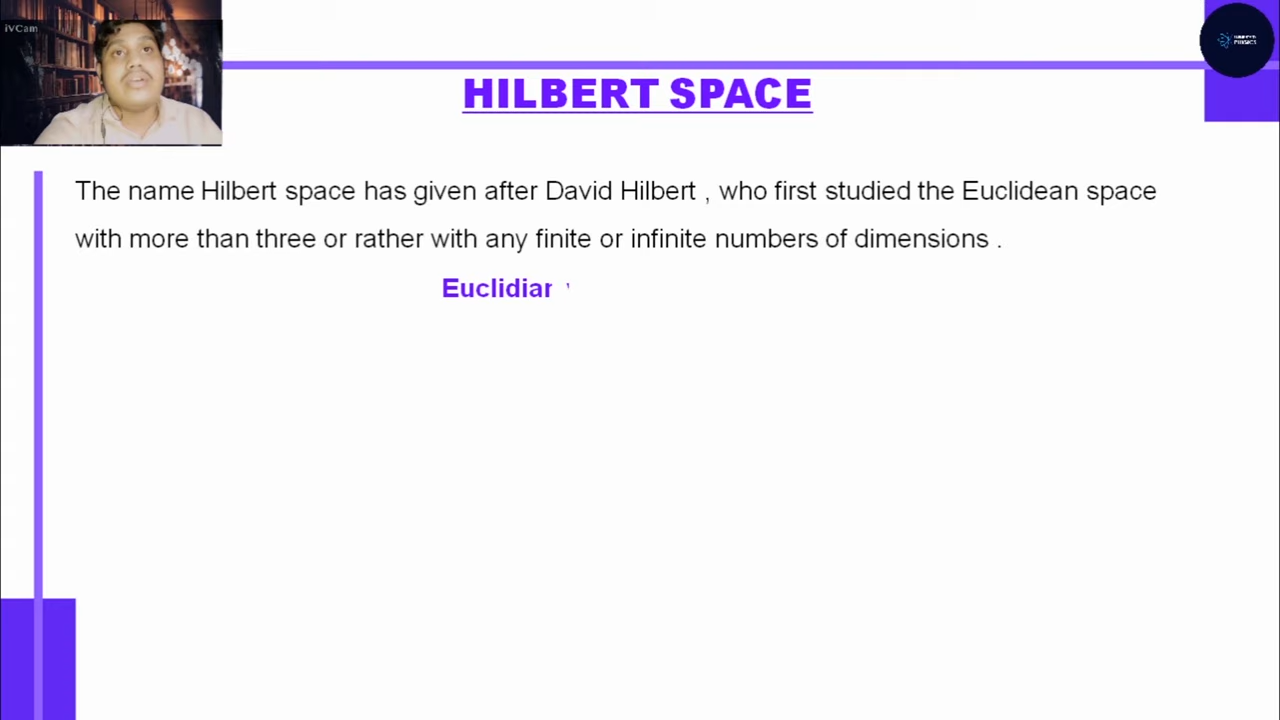 iVCam
HILBERT SPACE
The name Hilbert space has given after David Hilbert , who first studied the Euclidean space
with more than three or rather with any finite or infinite numbers of dimensions .